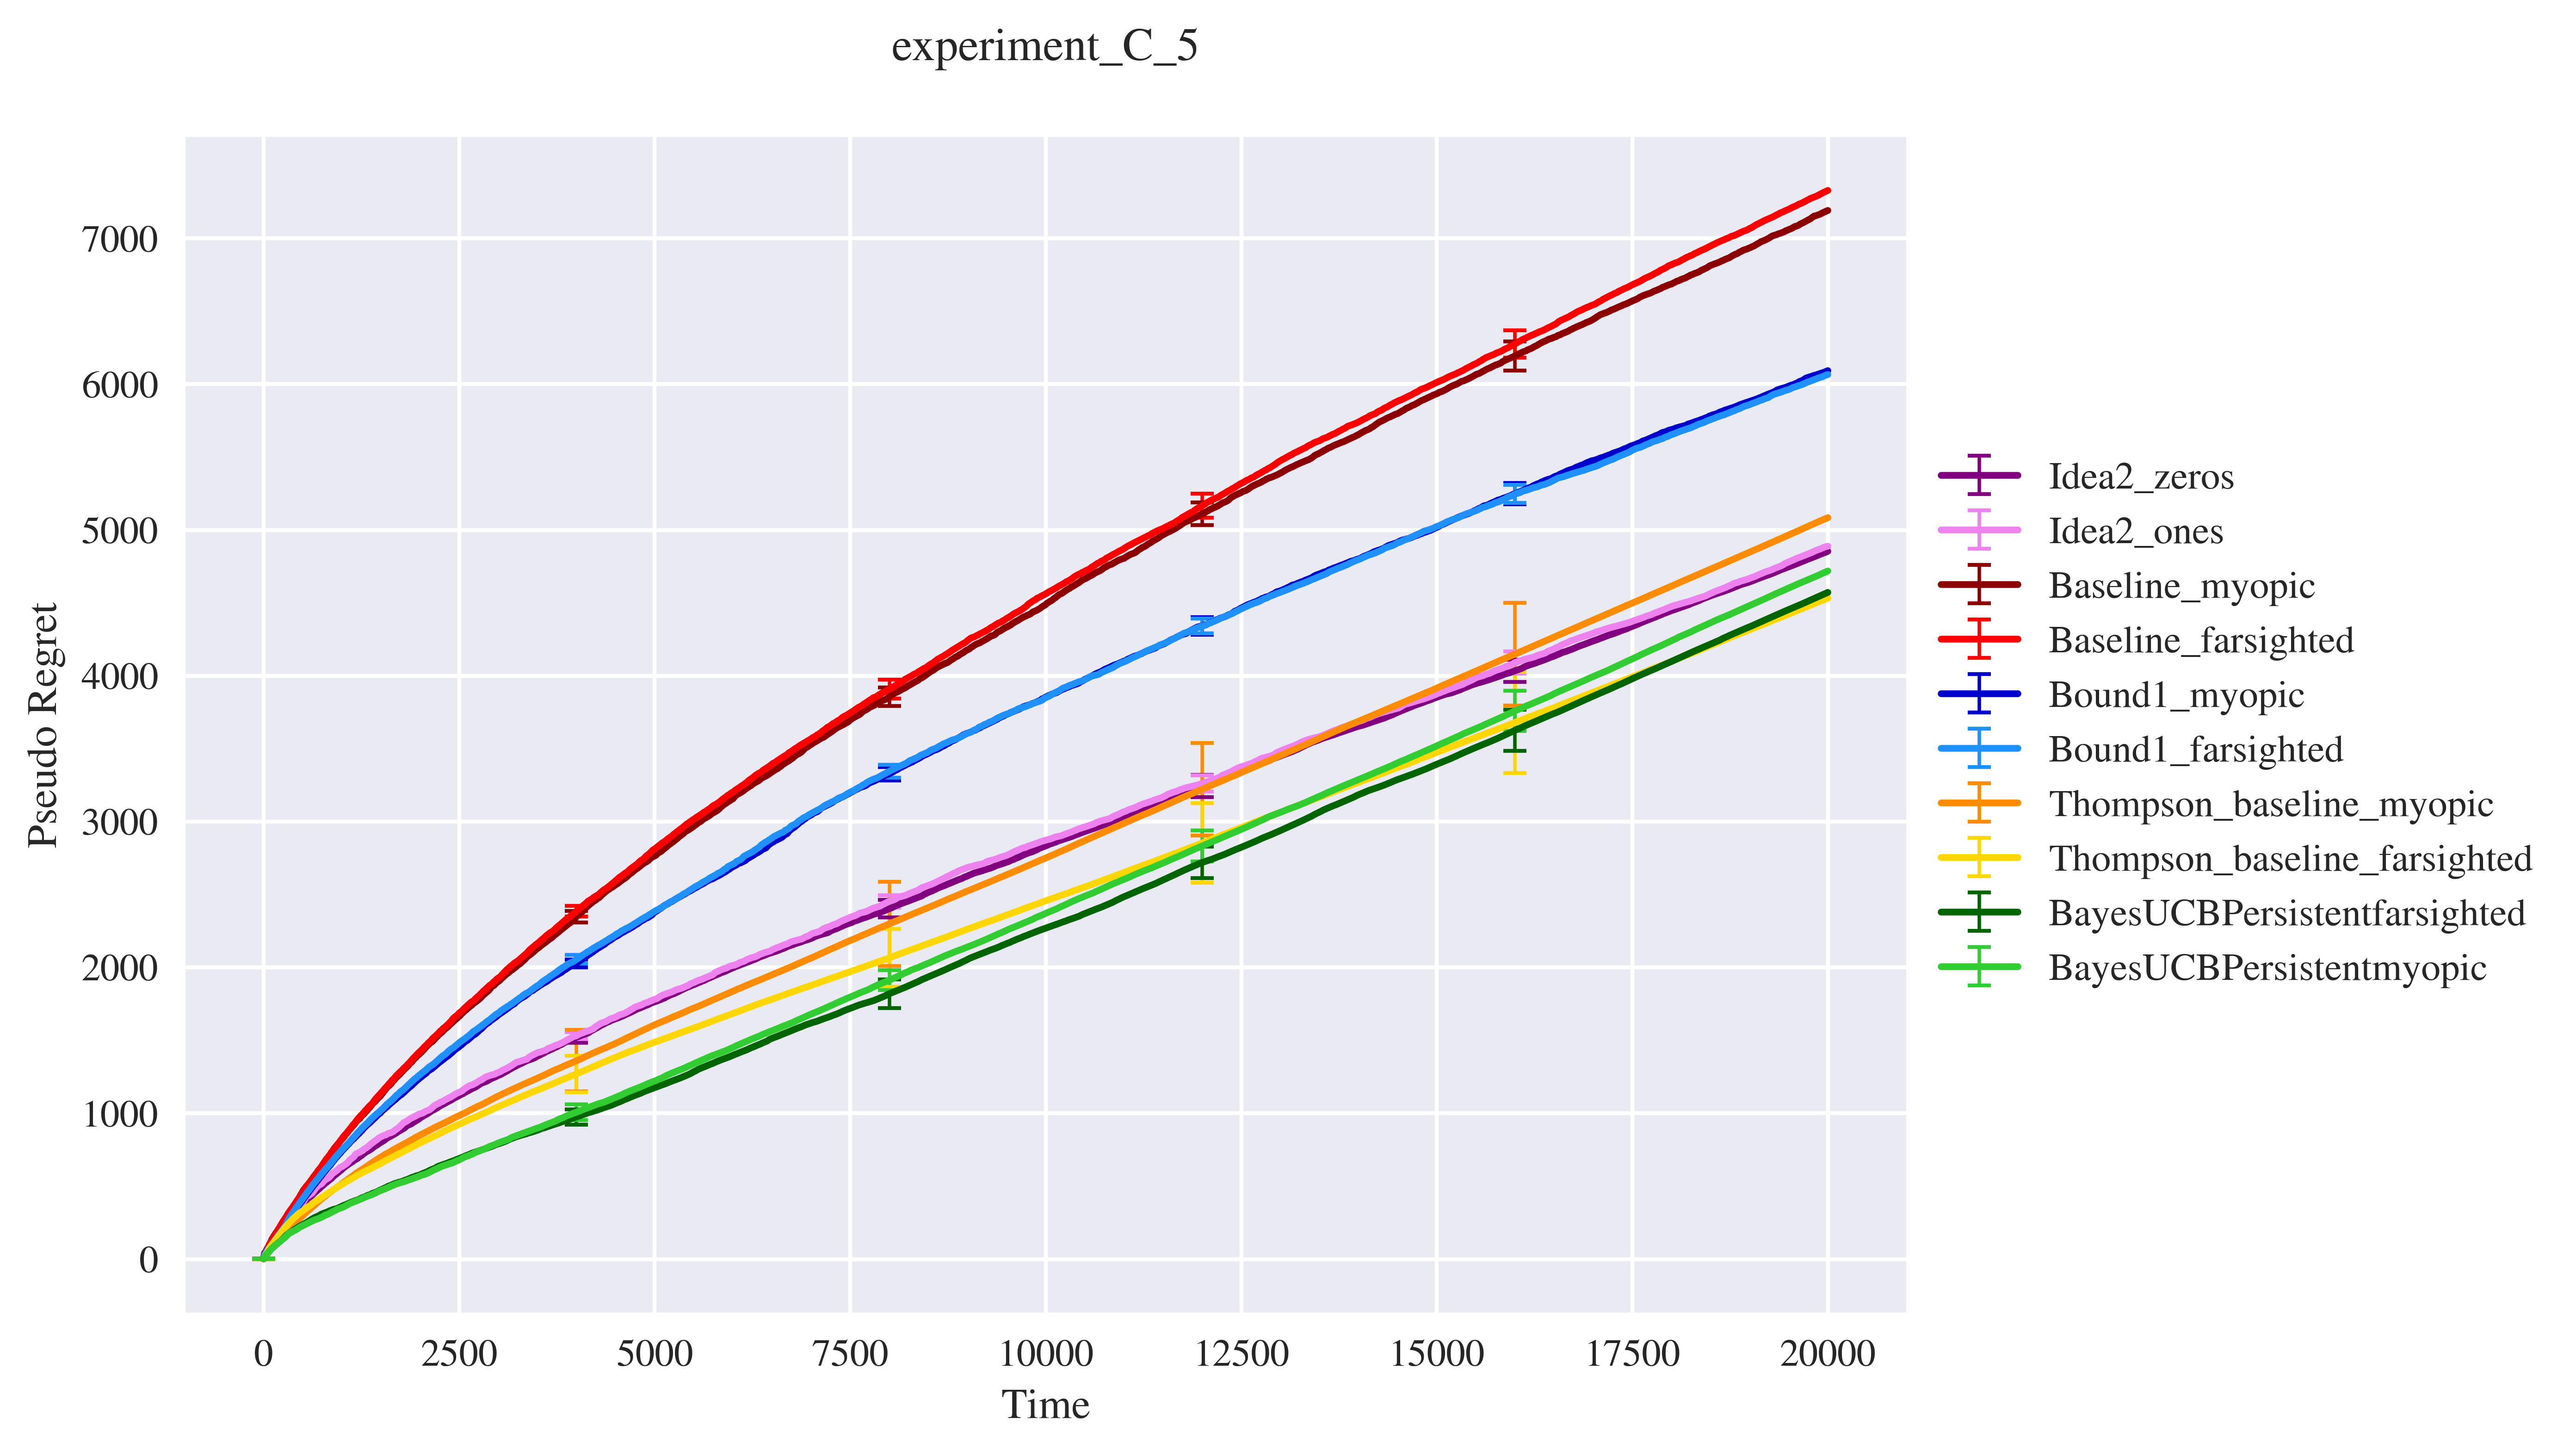 experiment_C_5
Pseudo Regret
7000
6000
5000
4000
3000
2000
1000
0
0 2500 5000 7500 10000 12500 15000 17500 20000
Time
Idea2_zeros
Idea2_ones
Baseline_myopic
Baseline_farsighted
Bound1_myopic
Bound1_farsighted
Thompson_baseline_myopic
Thompson_baseline_farsighted
BayesUCBPersistentfarsighted
BayesUCBPersistentmyopic